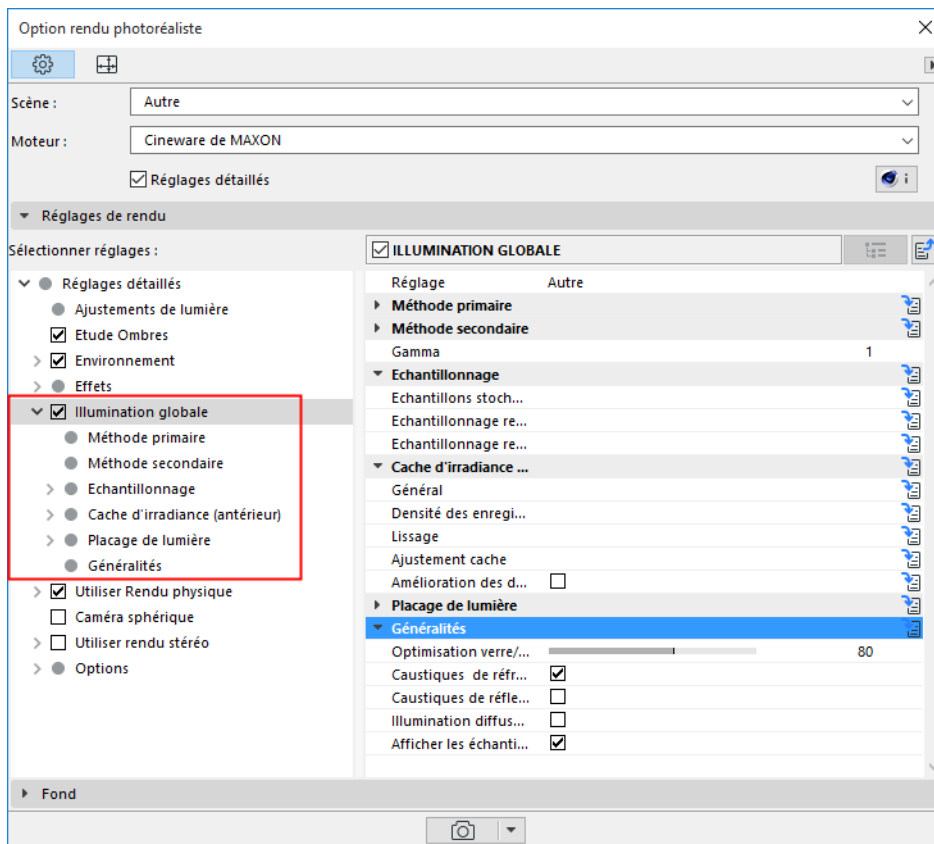 Option rendu photoréaliste
Scène :
Autre
Moteur :
Cineware de MAXON
Réglages détaillés
i
Réglages de rendu
Sélectionner réglages :
Réglages détaillés
Ajustements de lumière
Etude Ombres
Environnement
Effets
Illumination globale
Méthode primaire
Méthode secondaire
Echantillonnage
Cache d'irradiance (antérieur)
Placage de lumière
Généralités
Utiliser Rendu physique
Caméra sphérique
Utiliser rendu stéréo
Options
ILLUMINATION GLOBALE
Réglage Autre
Méthode primaire
Méthode secondaire
Gamma 1
Echantillonnage
Echantillons stoch...
Echantillonnage re...
Echantillonnage re...
Cache d'irradiance ...
Général
Densité des enregi...
Lissage
Ajustement cache
Amélioration des d...
Placage de lumière
Généralités
Optimisation verre/... 80
Caustiques de réfr...
Caustiques de réfle...
Illumination diffus...
Afficher les échanti...
Fond